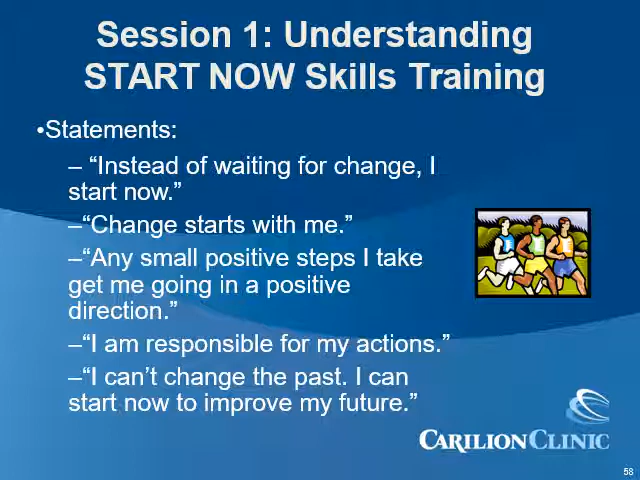 Session 1: Understanding
START NOW Skills Training
•Statements:
– “Instead of waiting for change, I
start now.”
–“Change starts with me.”
–“Any small positive steps I take
get me going in a positive
direction.”
–“I am responsible for my actions.”
–“I can’t change the past. I can
start now to improve my future.”
CARILION CLINIC
58